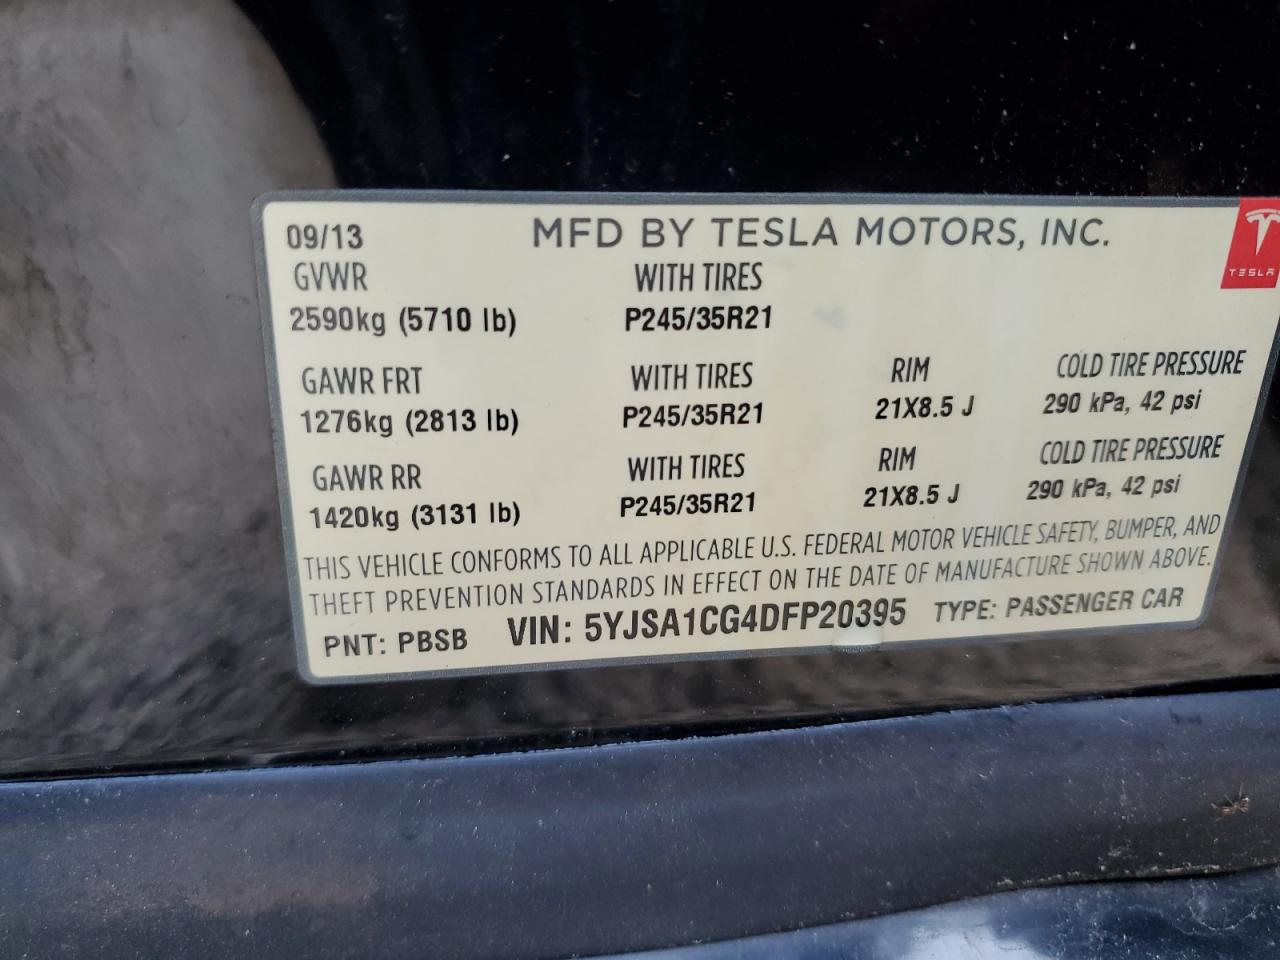 09/13 MFD BY TESLA MOTORS, INC.
TESLA
GVWR WITH TIRES
2590kg (5710 lb) P245/35R21
GAWR FRT WITH TIRES RIM COLD TIRE PRESSURE
1276kg (2813 lb) P245/35R21 21X8.5 J 290 kPa, 42 psi
GAWR RR WITH TIRES RIM COLD TIRE PRESSURE
1420kg (3131 lb) P245/35R21 21X8.5 J 290 kPa, 42 psi
THIS VEHICLE CONFORMS TO ALL APPLICABLE U.S. FEDERAL MOTOR VEHICLE SAFETY, BUMPER, AND
THEFT PREVENTION STANDARDS IN EFFECT ON THE DATE OF MANUFACTURE SHOWN ABOVE.
PNT: PBSB VIN: 5YJSA1CG4DFP20395 TYPE: PASSENGER CAR